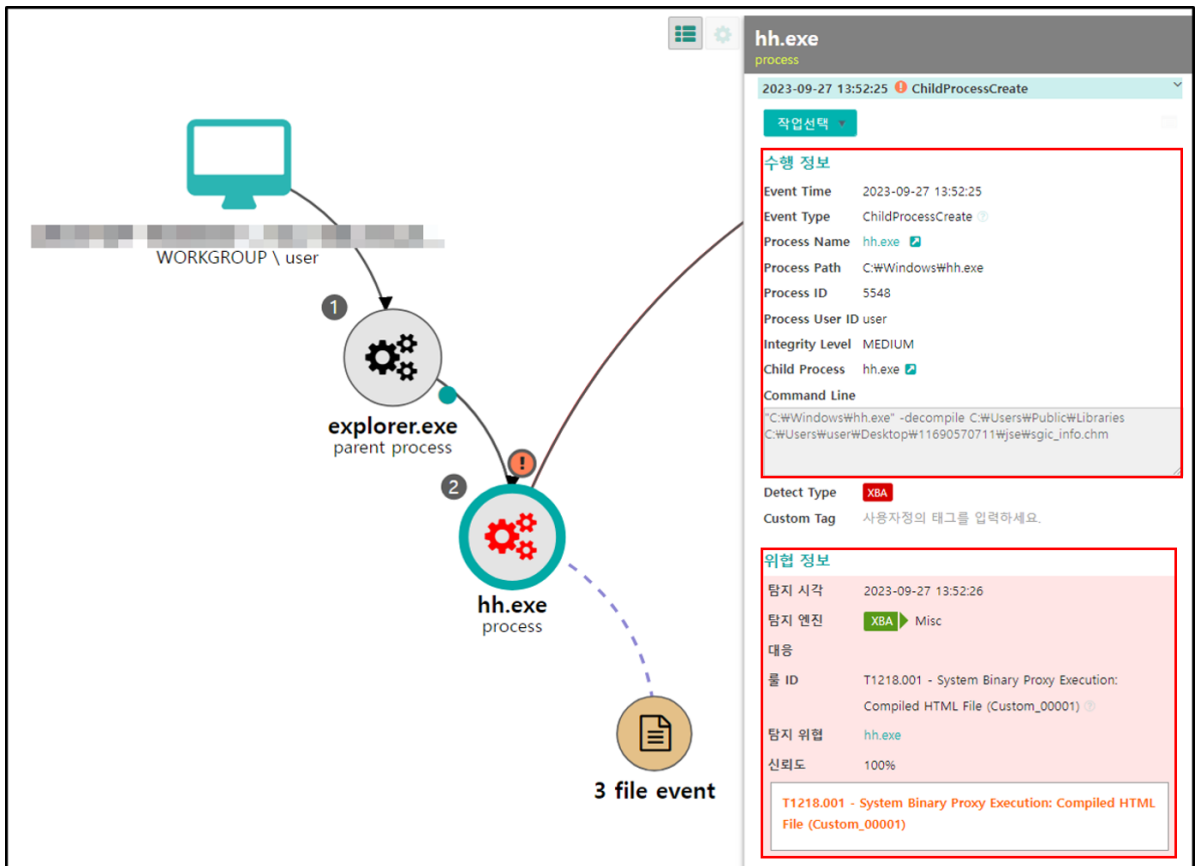 hh.exe
process
2023-09-27 13:52:25 ! ChildProcessCreate
작업선택
수행 정보
Event Time 2023-09-27 13:52:25
Event Type ChildProcessCreate ?
Process Name hh.exe
Process Path C:₩Windows₩hh.exe
Process ID 5548
Process User ID user
Integrity Level MEDIUM
Child Process hh.exe
Command Line
"C:₩Windows₩hh.exe" -decompile C:₩Users₩Public₩Libraries
C:₩Users₩user₩Desktop₩11690570711₩jse₩sgic_info.chm
Detect Type XBA
Custom Tag 사용자정의 태그를 입력하세요.
위협 정보
탐지 시각 2023-09-27 13:52:26
탐지 엔진 XBA Misc
대응
룰 ID T1218.001 - System Binary Proxy Execution:
Compiled HTML File (Custom_00001) ?
탐지 위협 hh.exe
신뢰도 100%
T1218.001 - System Binary Proxy Execution: Compiled HTML
File (Custom_00001)
WORKGROUP \ user
1
explorer.exe
parent process
!
2
hh.exe
process
3 file event